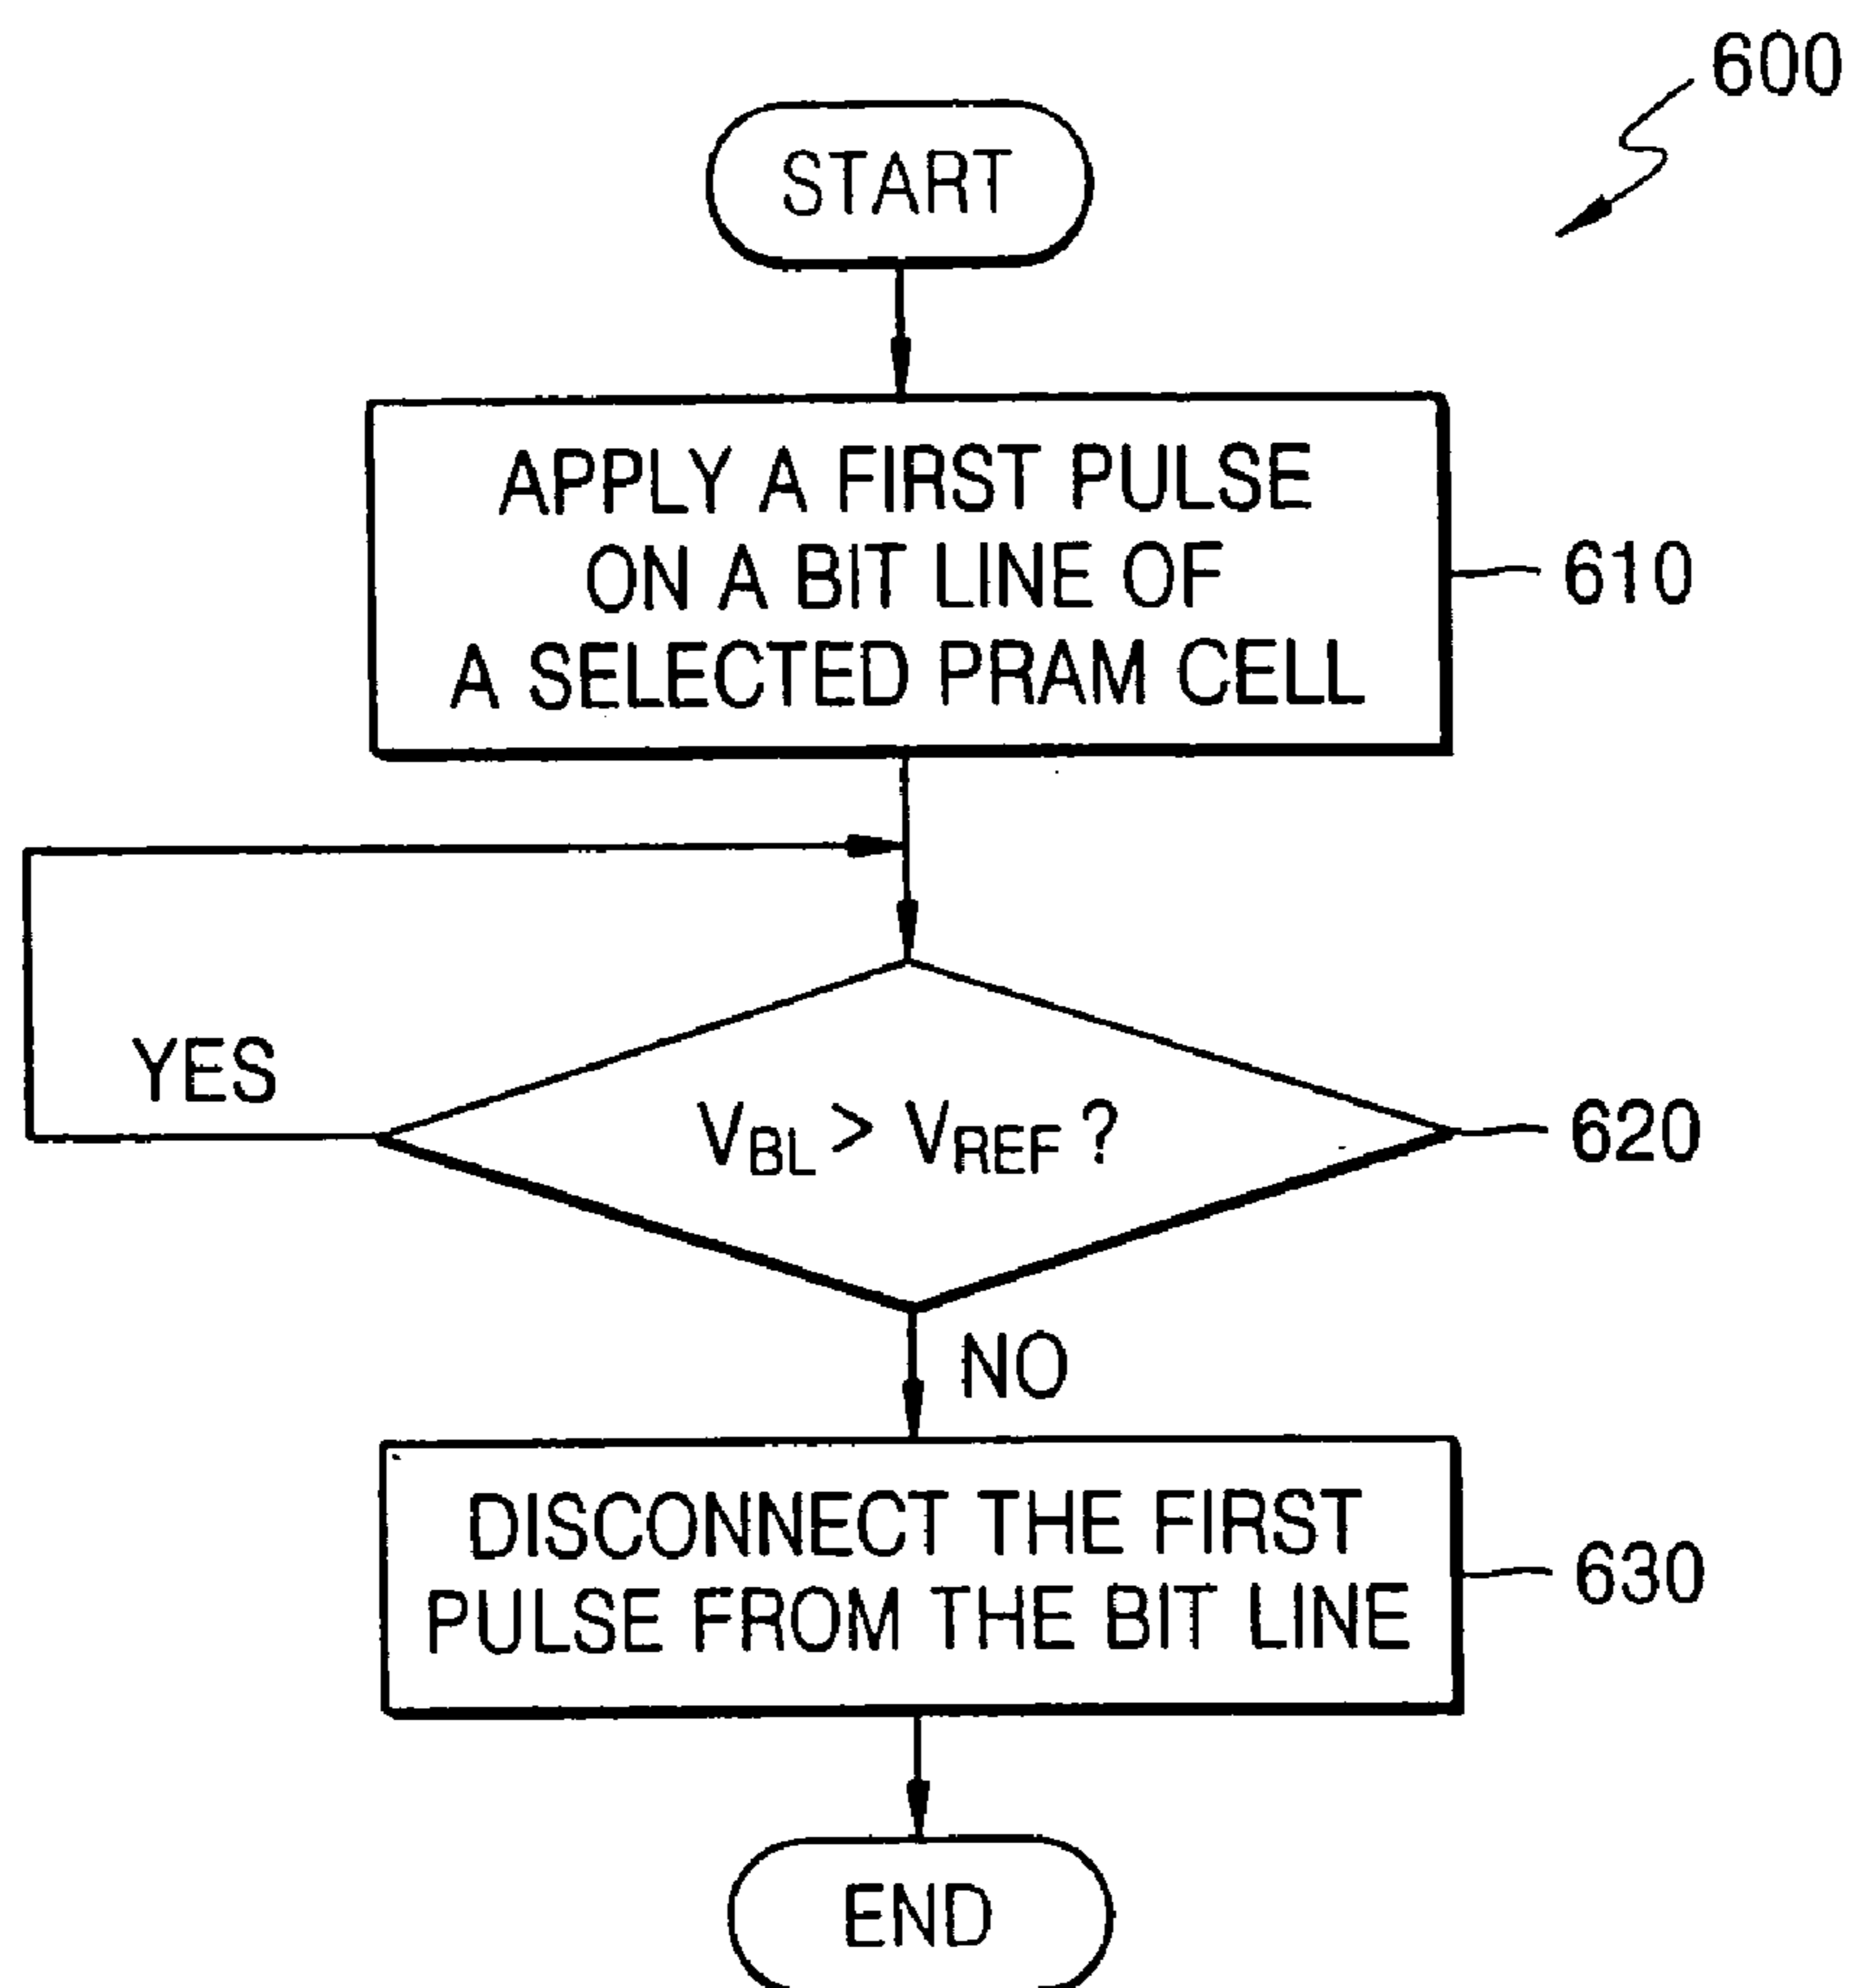 600
START
APPLY A FIRST PULSE
ON A BIT LINE OF
A SELECTED PRAM CELL
610
YES
VBL > VREF ?
620
NO
DISCONNECT THE FIRST
PULSE FROM THE BIT LINE
630
END